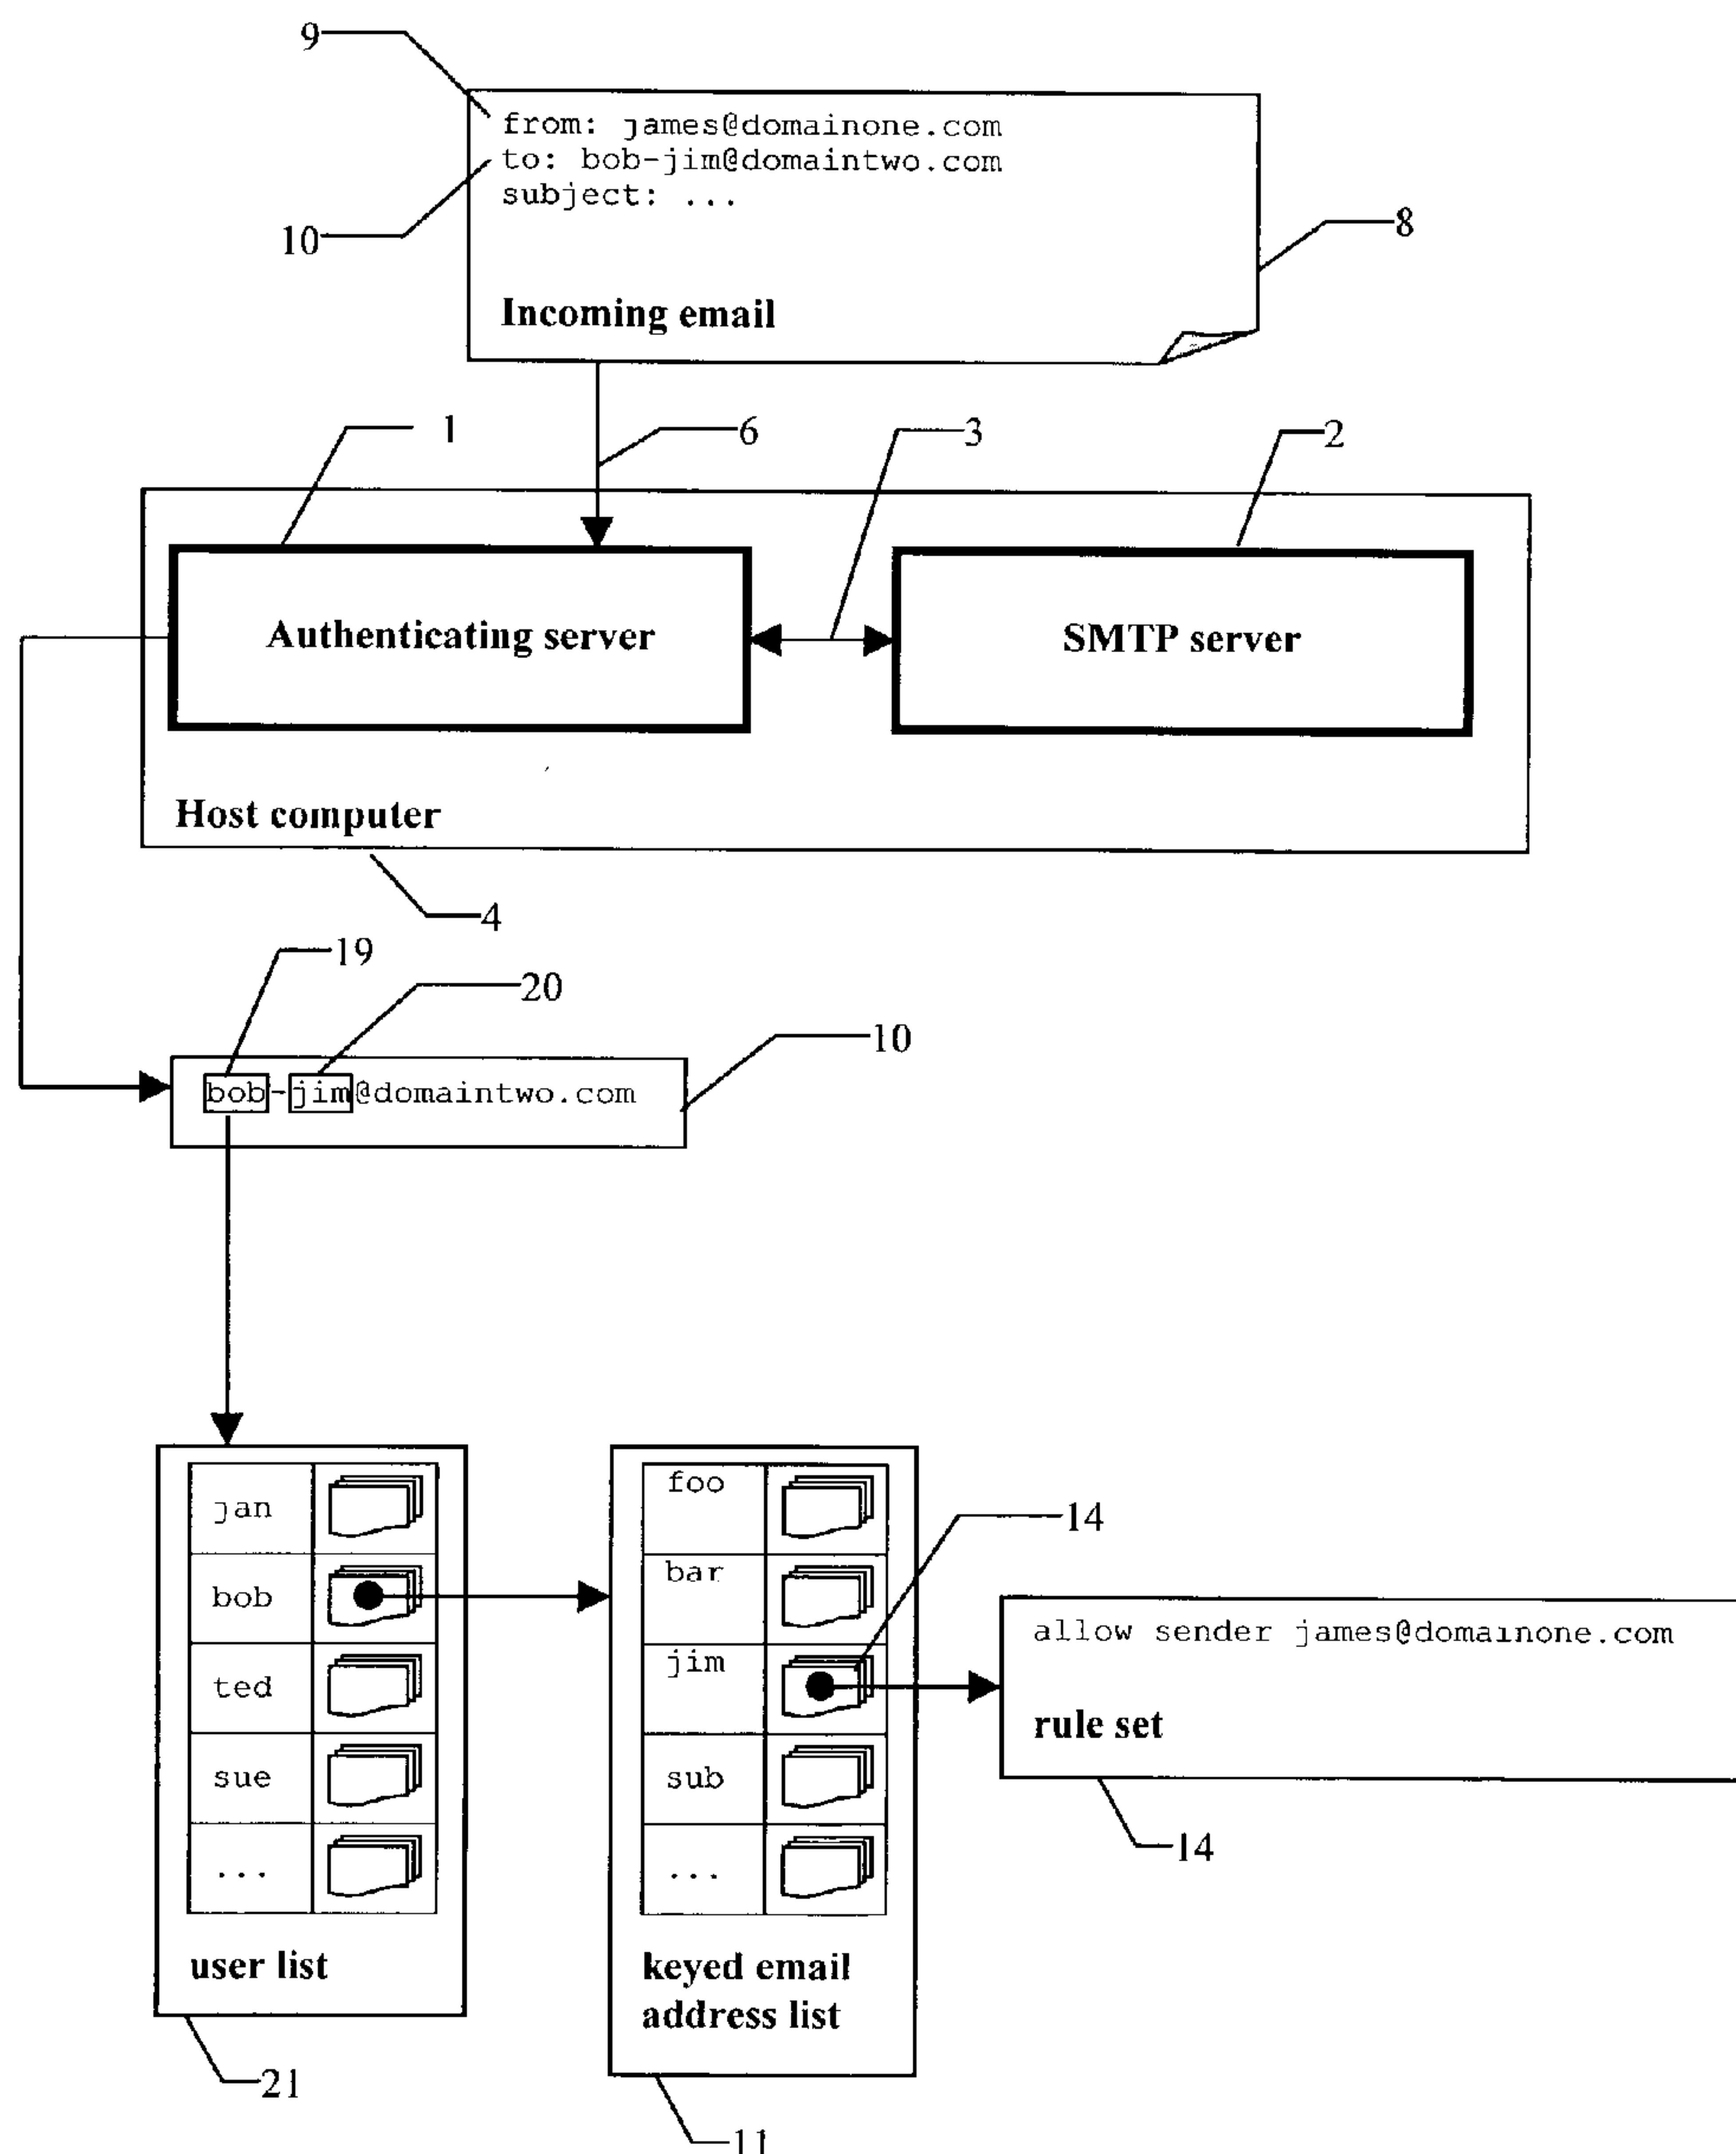 9
from: james@domainone.com
to: bob-jim@domaintwo.com
subject: ...
10
8
Incoming email
1
6
3
2
Authenticating server
SMTP server
Host computer
4
19
20
10
bob-jim@domaintwo.com
jan
bob
ted
sue
...
user list
21
foo
bar
jim
sub
...
keyed email
address list
11
14
allow sender james@domainone.com
rule set
14